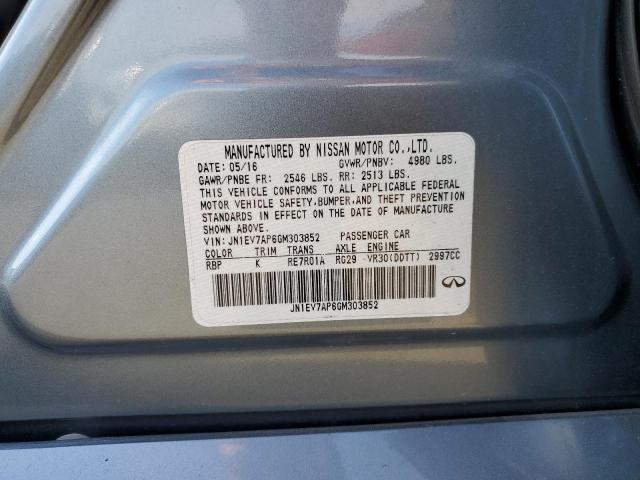 MANUFACTURED BY NISSAN MOTOR CO.,LTD.
DATE: 05/16 GVWR/PNBV: 4980 LBS.
GAWR/PNBE FR: 2546 LBS. RR: 2513 LBS.
THIS VEHICLE CONFORMS TO ALL APPLICABLE FEDERAL
MOTOR VEHICLE SAFETY,BUMPER,AND THEFT PREVENTION
STANDARDS IN EFFECT ON THE DATE OF MANUFACTURE
SHOWN ABOVE.
VIN: JN1EV7AP6GM303852 PASSENGER CAR
COLOR TRIM TRANS AXLE ENGINE
RBP K RE7R01A RG29 -VR30(DDTT) 2997CC
JN1EV7AP6GM303852